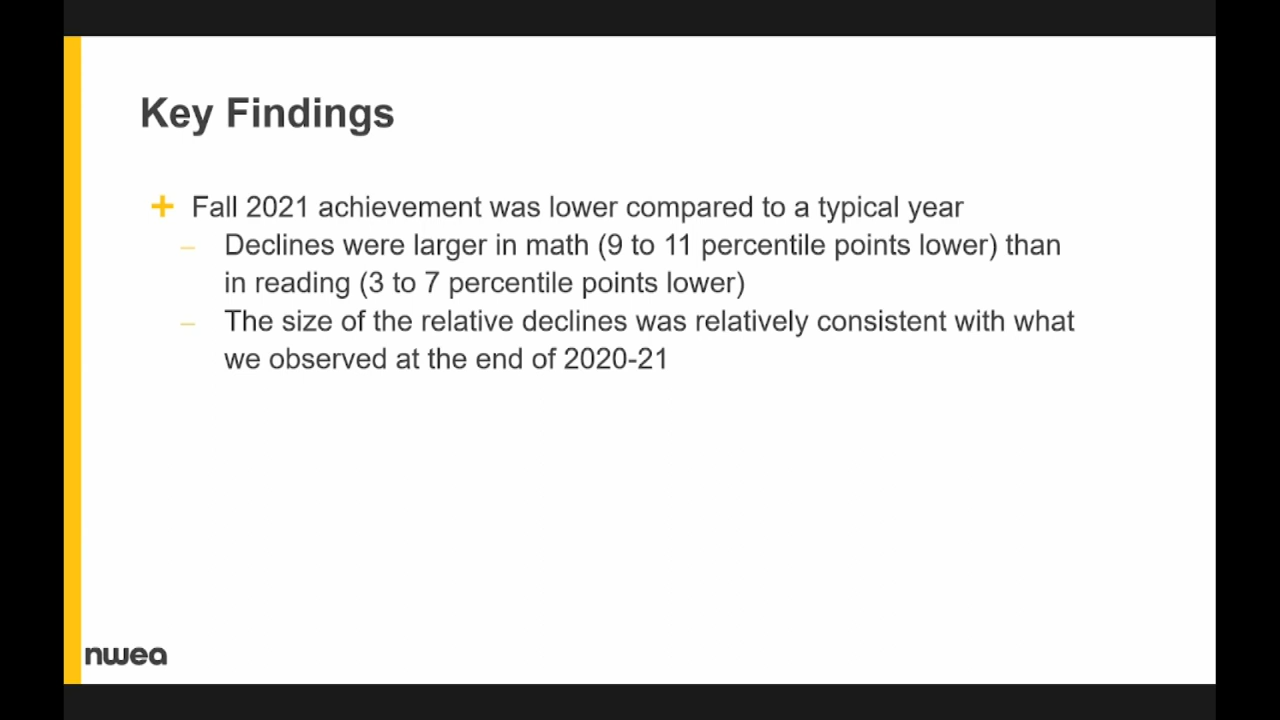 Key Findings
+ Fall 2021 achievement was lower compared to a typical year
– Declines were larger in math (9 to 11 percentile points lower) than
in reading (3 to 7 percentile points lower)
– The size of the relative declines was relatively consistent with what
we observed at the end of 2020-21
nwea